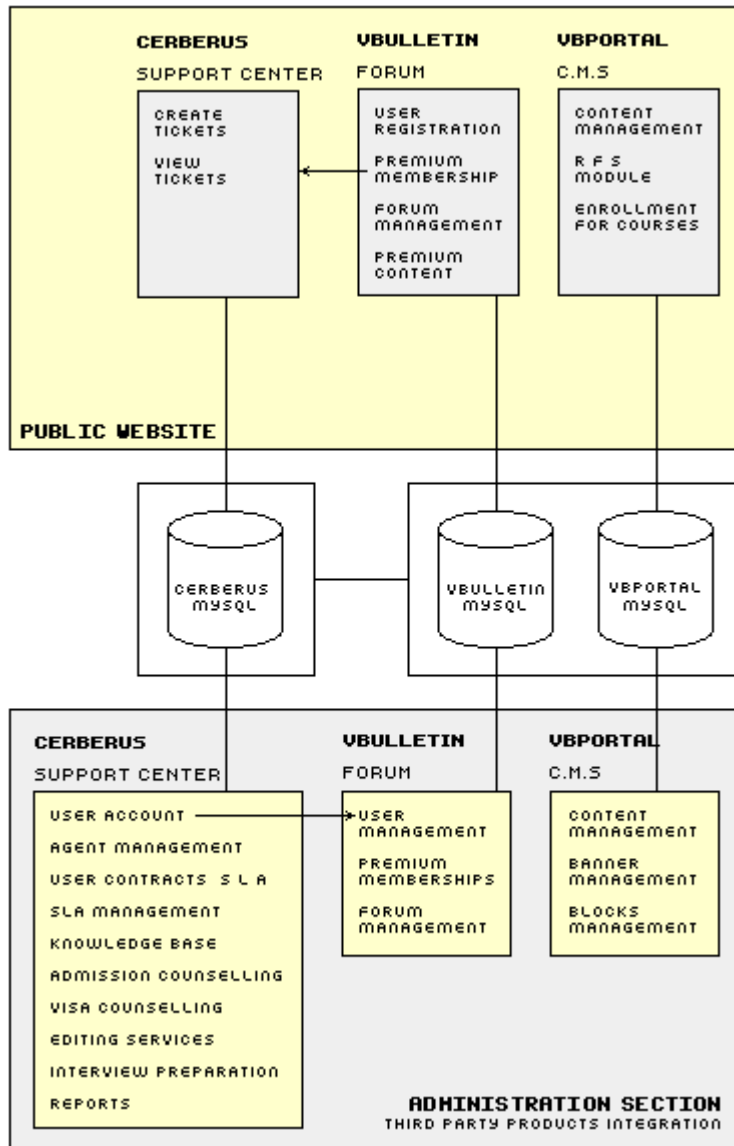 CERBERUS
SUPPORT CENTER
CREATE
TICKETS
VIEW
TICKETS
VBULLETIN
FORUM
USER
REGISTRATION
PREMIUM
MEMBERSHIP
FORUM
MANAGEMENT
PREMIUM
CONTENT
VBPORTAL
C.M.S
CONTENT
MANAGEMENT
R F S
MODULE
ENROLLMENT
FOR COURSES
PUBLIC WEBSITE
CERBERUS
MYSQL
VBULLETIN
MYSQL
VBPORTAL
MYSQL
CERBERUS
SUPPORT CENTER
USER ACCOUNT
AGENT MANAGEMENT
USER CONTRACTS S L A
SLA MANAGEMENT
KNOWLEDGE BASE
ADMISSION COUNSELLING
VISA COUNSELLING
EDITING SERVICES
INTERVIEW PREPARATION
REPORTS
VBULLETIN
FORUM
USER
MANAGEMENT
PREMIUM
MEMBERSHIPS
FORUM
MANAGEMENT
VBPORTAL
C.M.S
CONTENT
MANAGEMENT
BANNER
MANAGEMENT
BLOCKS
MANAGEMENT
ADMINISTRATION SECTION
THIRD PARTY PRODUCTS INTEGRATION